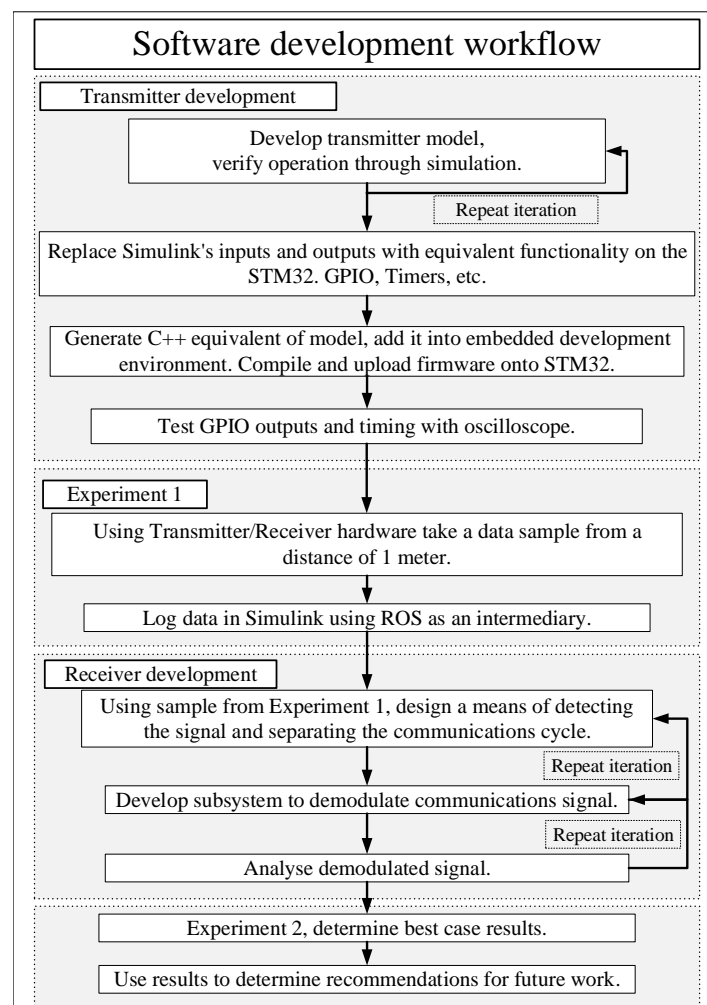 Software development workflow
Transmitter development
Develop transmitter model,
verify operation through simulation.
Repeat iteration
Replace Simulink's inputs and outputs with equivalent functionality on the
STM32. GPIO, Timers, etc.
Generate C++ equivalent of model, add it into embedded development
environment. Compile and upload firmware onto STM32.
Test GPIO outputs and timing with oscilloscope.
Experiment 1
Using Transmitter/Receiver hardware take a data sample from a
distance of 1 meter.
Log data in Simulink using ROS as an intermediary.
Receiver development
Using sample from Experiment 1, design a means of detecting
the signal and separating the communications cycle.
Repeat iteration
Develop subsystem to demodulate communications signal.
Repeat iteration
Analyse demodulated signal.
Experiment 2, determine best case results.
Use results to determine recommendations for future work.